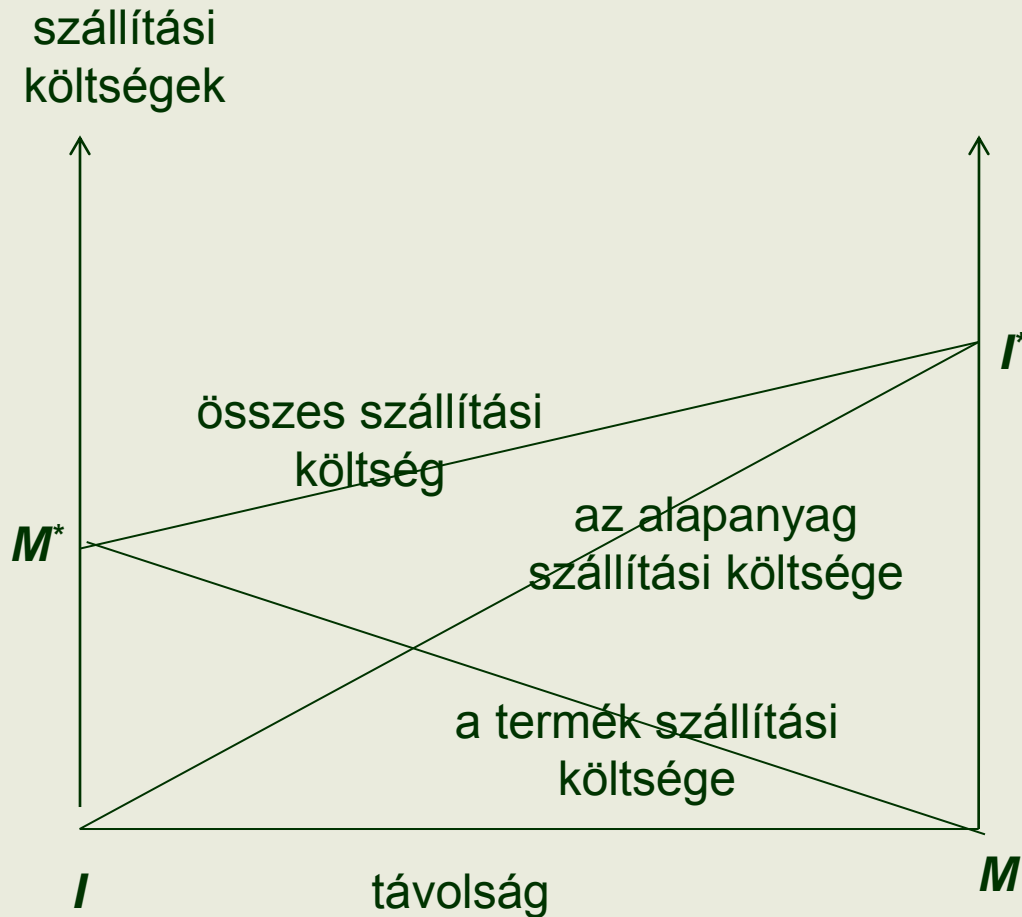 szállítási
költségek
I*
összes szállítási
költség
M*
az alapanyag
szállítási költsége
a termék szállítási
költsége
I
távolság
M